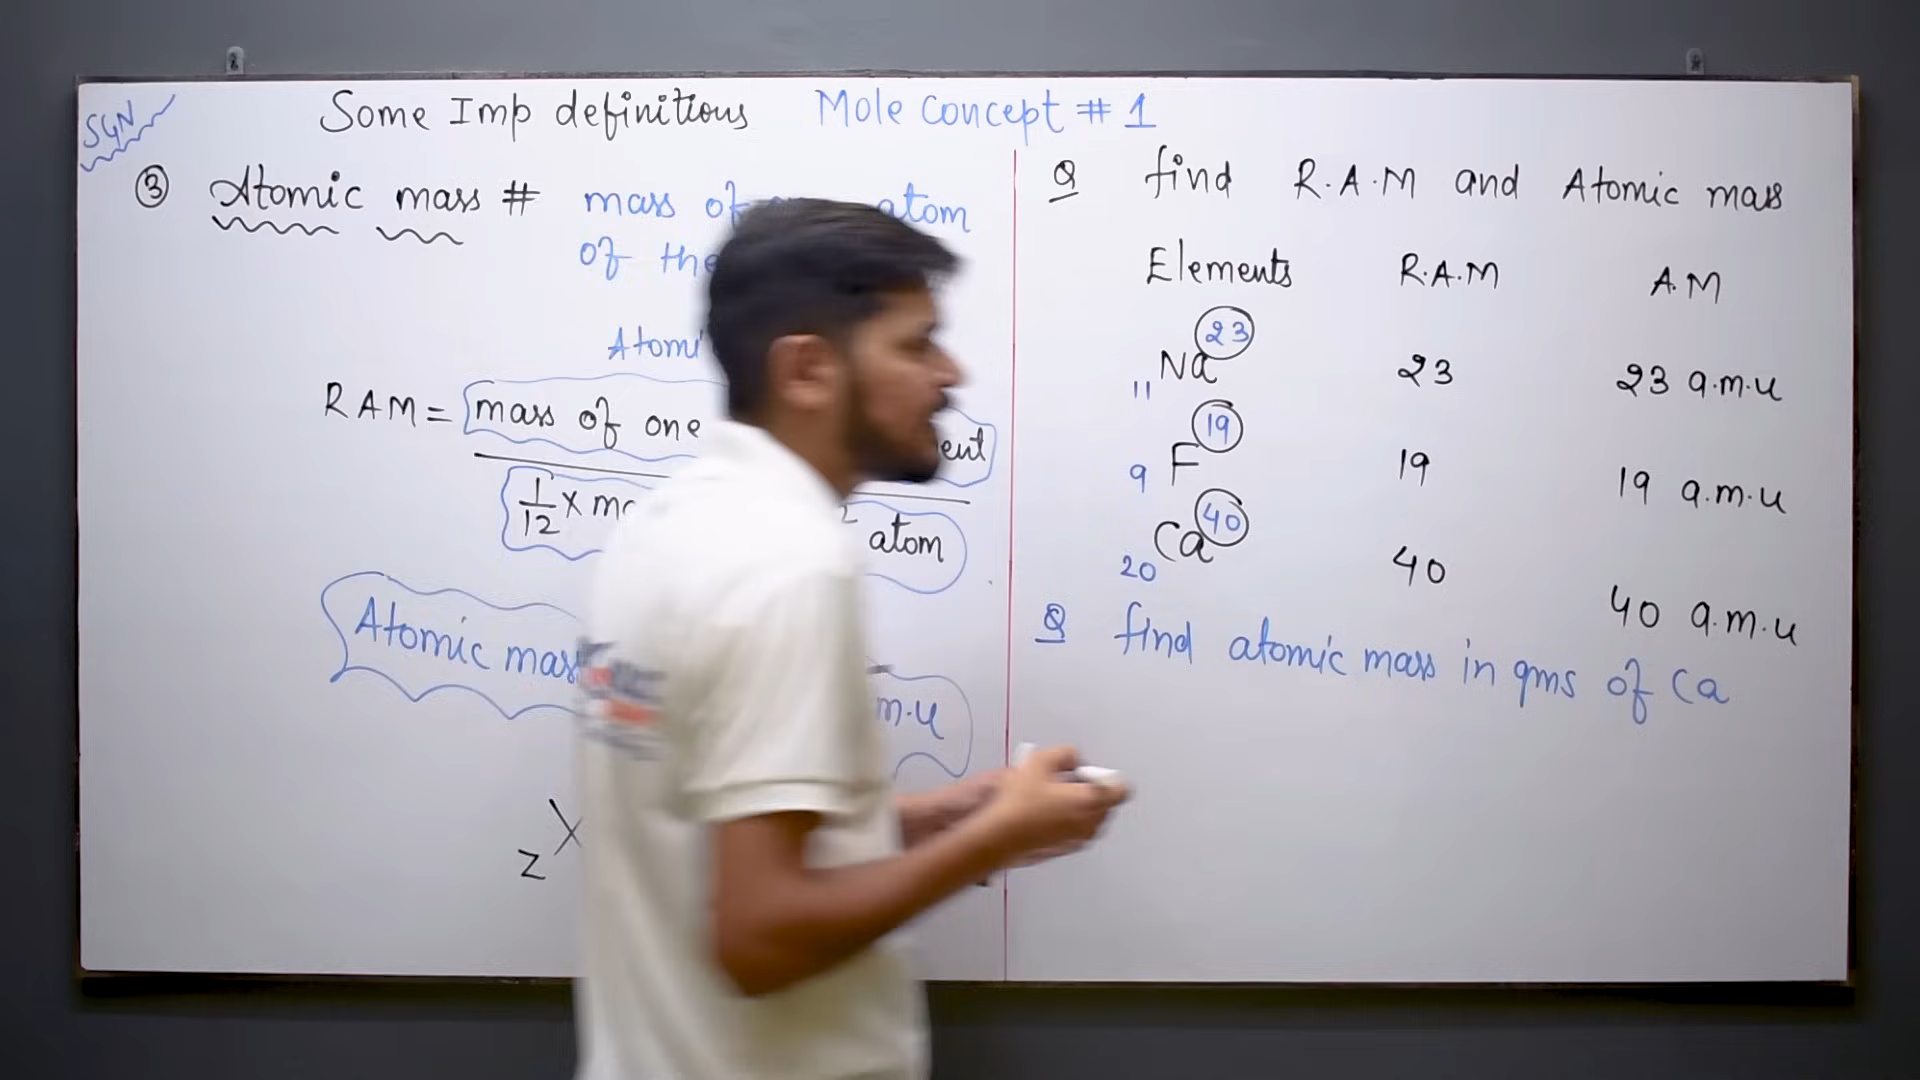 SGN
Some Imp definitions Mole Concept # 1
③ Atomic mass # mass of atom
of the
Atomi
RAM = mass of one ent
1/12 x atom
Atomic mass m.u
z X
Q find R.A.M and Atomic mass
Elements R.A.M A.M
11 Na 23 23 23 a.m.u
9 F 19 19 19 a.m.u
20 Ca 40 40 40 a.m.u
Q find atomic mass in gms of Ca